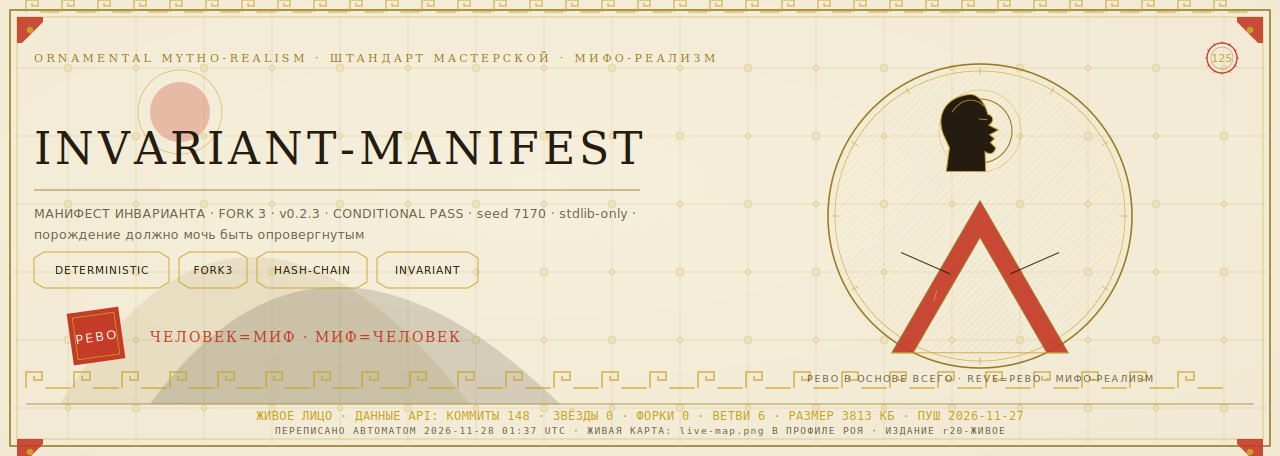 ORNAMENTAL MYTHO-REALISM · ШТАНДАРТ МАСТЕРСКОЙ · МИФО-РЕАЛИЗМ
125
INVARIANT-MANIFEST
МАНИФЕСТ ИНВАРИАНТА · FORK 3 · v0.2.3 · CONDITIONAL PASS · seed 7170 · stdlib-only ·
порождение должно мочь быть опровергнутым
DETERMINISTIC FORK3 HASH-CHAIN INVARIANT
РЕВО
ЧЕЛОВЕК=МИФ · МИФ=ЧЕЛОВЕК
РЕВО В ОСНОВЕ ВСЕГО · REVE=РЕВО · МИФО-РЕАЛИЗМ
ЖИВОЕ ЛИЦО · ДАННЫЕ API: КОММИТЫ 148 · ЗВЁЗДЫ 0 · ФОРКИ 0 · ВЕТВИ 6 · РАЗМЕР 3813 КБ · ПУШ 2026-11-27
ПЕРЕПИСАНО АВТОМАТОМ 2026-11-28 01:37 UTC · ЖИВАЯ КАРТА: live-map.png В ПРОФИЛЕ РОЯ · ИЗДАНИЕ r20-ЖИВОЕ